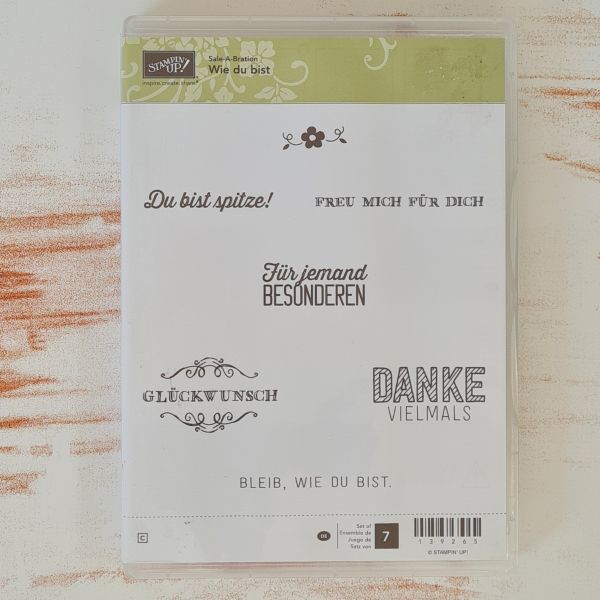 STAMPIN' UP!
inspire.create.share
Sale-A-Bration
Wie du bist
Du bist spitze!
FREU MICH FÜR DICH
Für jemand
BESONDEREN
GLÜCKWUNSCH
DANKE
VIELMALS
BLEIB, WIE DU BIST.
C
DE
Set of
Ensemble de
Juego de
Satz von
7
139265
© STAMPIN' UP!